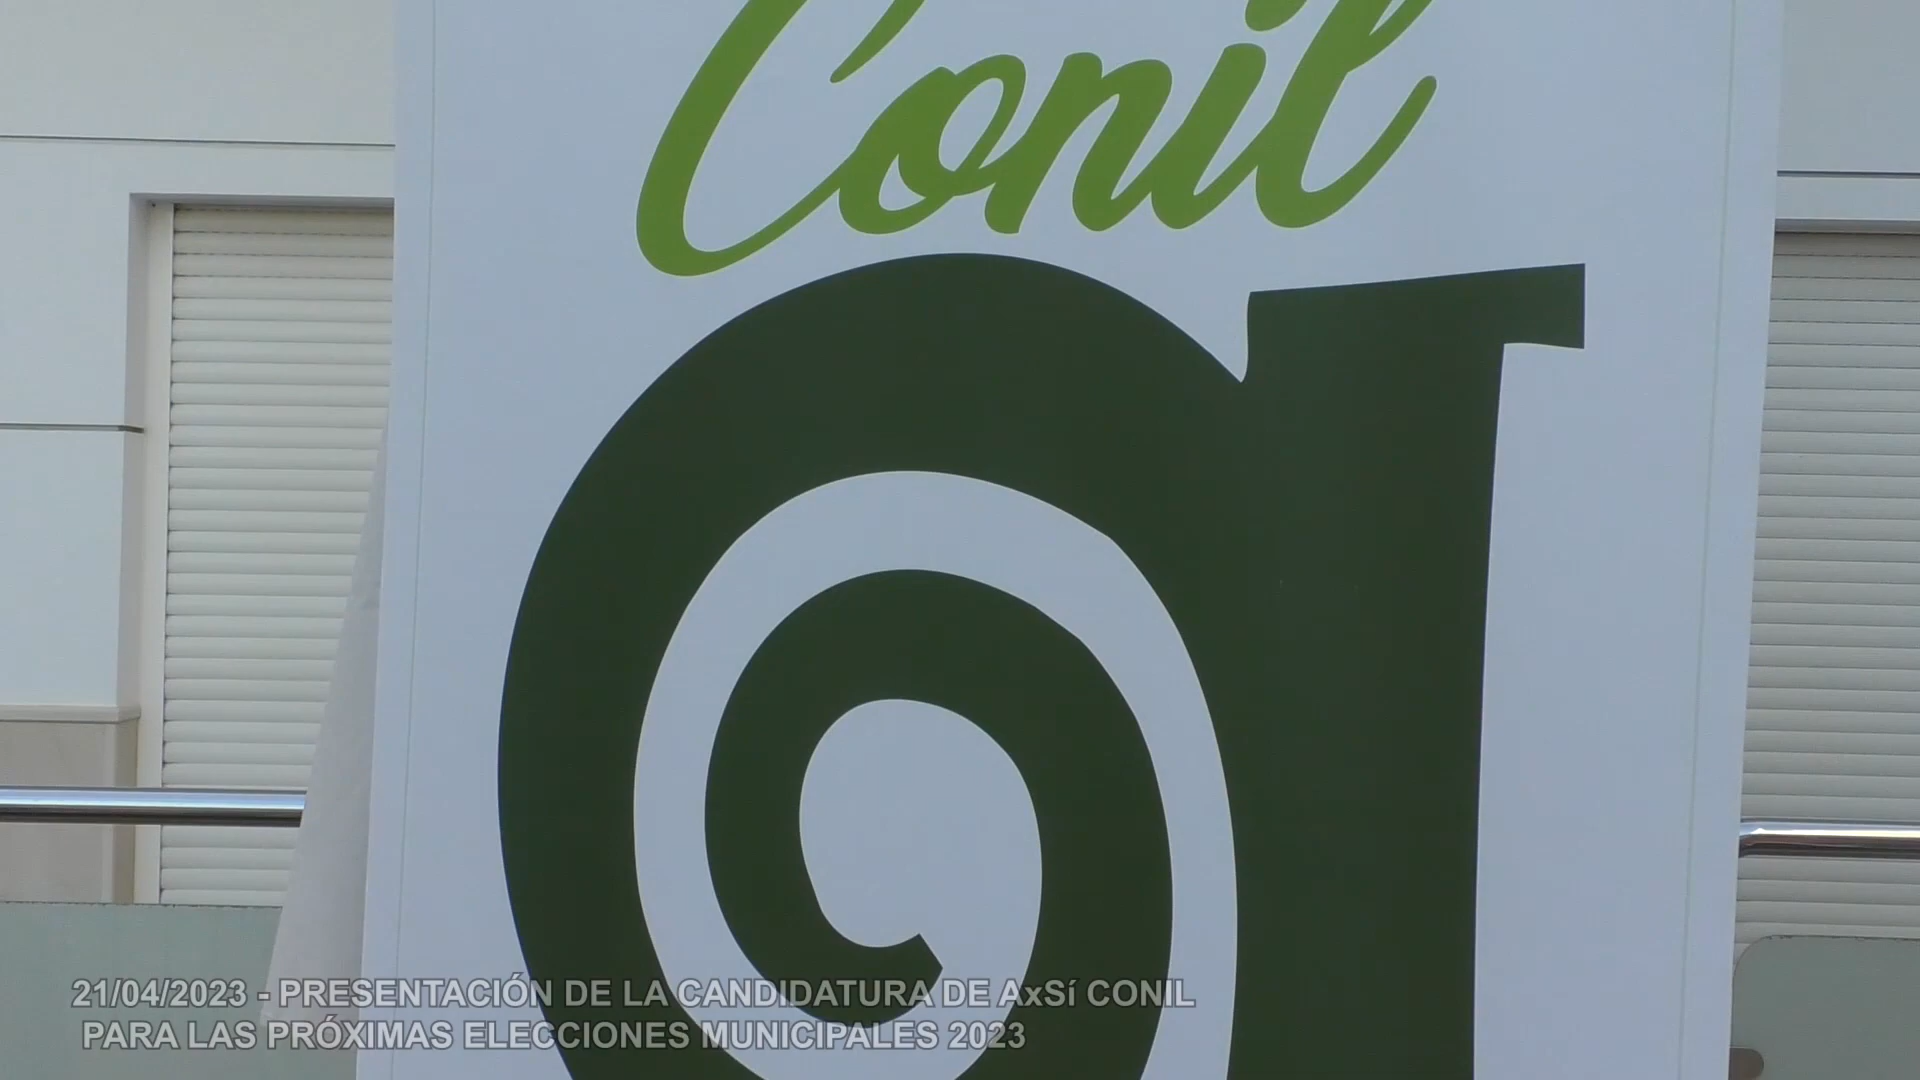 Conil
a
21/04/2023 - PRESENTACIÓN DE LA CANDIDATURA DE AxSí CONIL
PARA LAS PRÓXIMAS ELECCIONES MUNICIPALES 2023